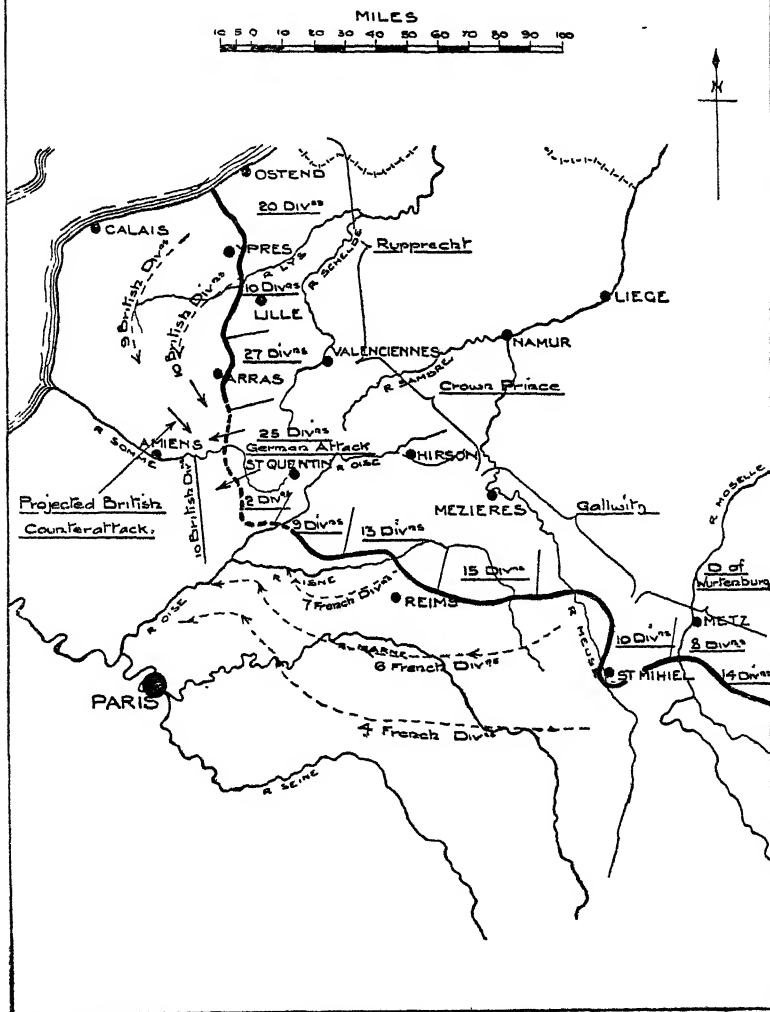 MILES
10 5 0 10 20 30 40 50 60 70 80 90 100
N
OSTEND
20 Divns
CALAIS
YPRES
R LYS
R SCHELDE
Rupprecht
9 British Divns
10 British Divns
10 Divns
LILLE
LIEGE
NAMUR
27 Divns
VALENCIENNES
R SAMBRE
ARRAS
Crown Prince
25 Divns
R SOMME
AMIENS
German Attack
ST QUENTIN
R OISE
HIRSON
R MOSELLE
2 Divns
MEZIERES
Gallwitz
Projected British
Counterattack.
10 British Divns
9 Divns
13 Divns
D of
Wurtenburg
15 Divns
R AISNE
7 French Divns
REIMS
R OISE
R MARNE
6 French Divns
R MEUSE
METZ
10 Divns
8 Divns
ST MIHIEL
14 Divns
PARIS
4 French Divns
R SEINE